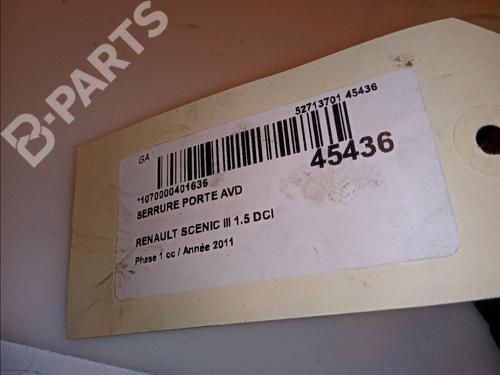 B-PARTS
GA
52713701 45436
*1070000401636
45436
SERRURE PORTE AVD
RENAULT SCENIC III 1.5 DCI
Phase 1 cc / Année 2011